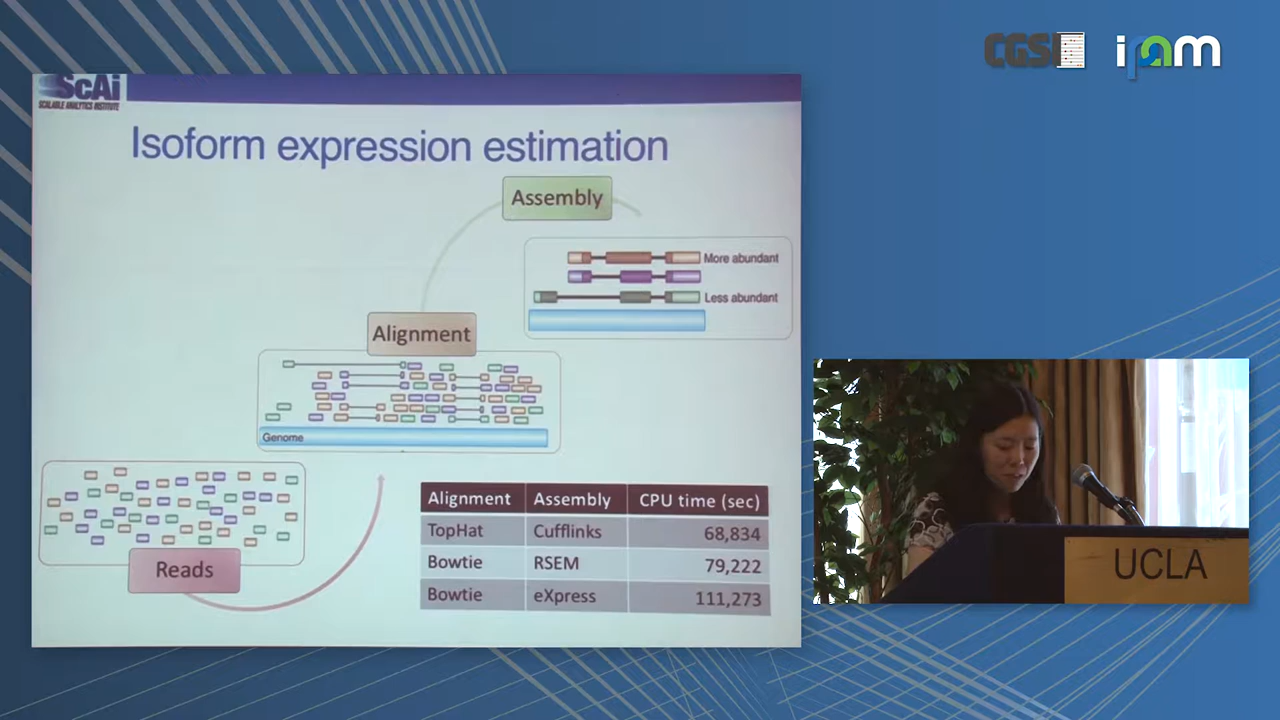 CGSI
ipam
ScAi
SCALABLE ANALYTICS INSTITUTE
Isoform expression estimation
Assembly
More abundant
Less abundant
Alignment
Genome
Reads
Alignment Assembly CPU time (sec)
TopHat Cufflinks 68,834
Bowtie RSEM 79,222
Bowtie eXpress 111,273
UCLA